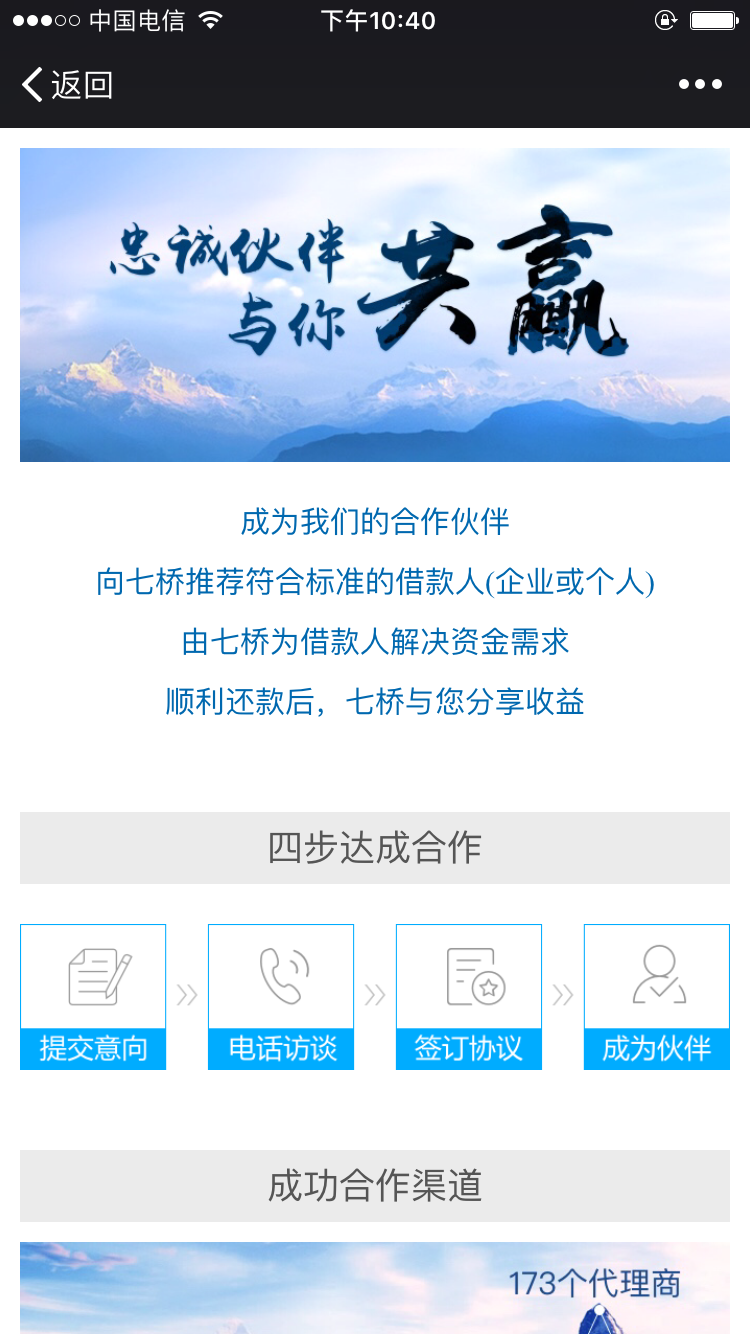 中国电信
下午10:40
返回
忠诚伙伴
与你
共赢
成为我们的合作伙伴
向七桥推荐符合标准的借款人(企业或个人)
由七桥为借款人解决资金需求
顺利还款后，七桥与您分享收益
四步达成合作
提交意向
电话访谈
签订协议
成为伙伴
成功合作渠道
173个代理商